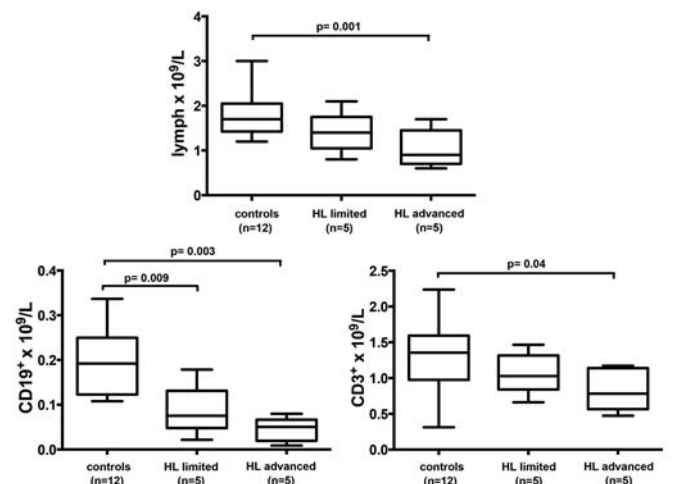 p= 0.001
lymph x 10⁹/L
4
3
2
1
0
controls
(n=12)
HL limited
(n=5)
HL advanced
(n=5)
p= 0.003
p= 0.009
CD19⁺ x 10⁹/L
0.4
0.3
0.2
0.1
0.0
controls
(n=12)
HL limited
(n=5)
HL advanced
(n=5)
p= 0.04
CD3⁺ x 10⁹/L
2.5
2.0
1.5
1.0
0.5
0.0
controls
(n=12)
HL limited
(n=5)
HL advanced
(n=5)